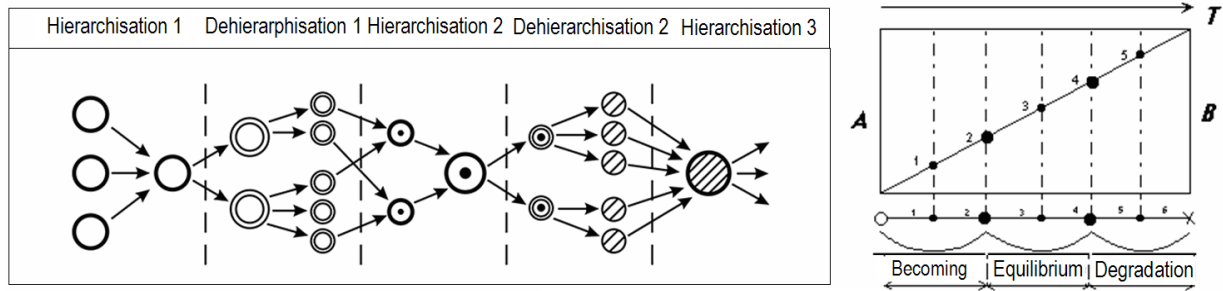 Hierarchisation 1 Dehierarphisation 1 Hierarchisation 2 Dehierarchisation 2 Hierarchisation 3
T
A
B
1
2
3
4
5
1 2 3 4 5 6
Becoming Equilibrium Degradation